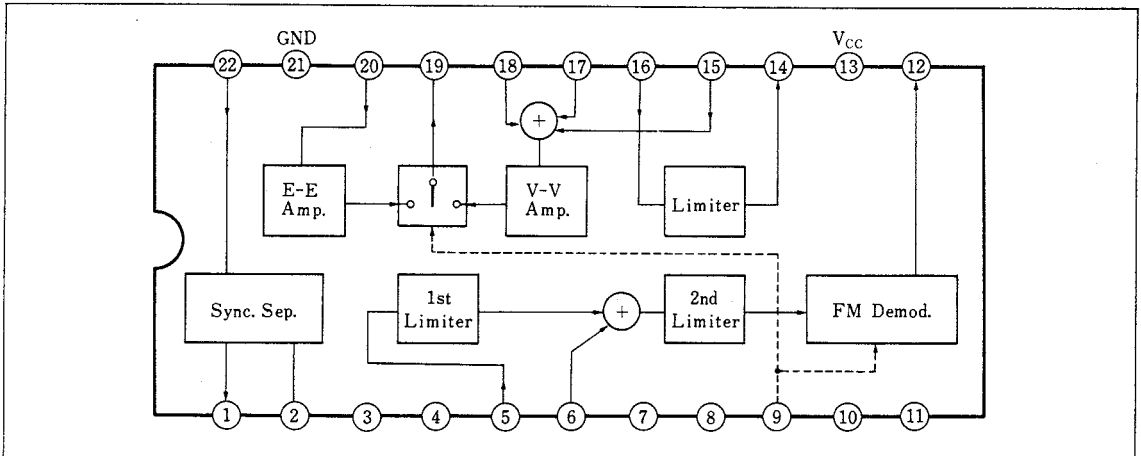 GND
V_CC
22 21 20 19 18 17 16 15 14 13 12
+
E-E
Amp.
V-V
Amp.
Limiter
Sync. Sep.
1st
Limiter
+
2nd
Limiter
FM Demod.
1 2 3 4 5 6 7 8 9 10 11